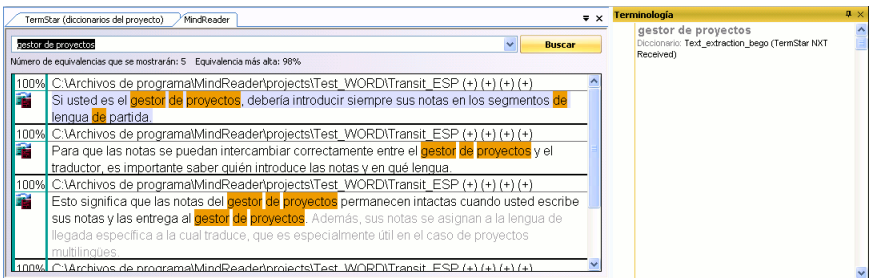 TermStar (diccionarios del proyecto) MindReader
Terminología
gestor de proyectos
Buscar
Número de equivalencias que se mostrarán: 5 Equivalencia más alta: 98%
100% C:\Archivos de programa\MindReader\projects\Test_WORD\Transit_ESP (+) (+) (+) (+)
Si usted es el gestor de proyectos, debería introducir siempre sus notas en los segmentos de
lengua de partida.
100% C:\Archivos de programa\MindReader\projects\Test_WORD\Transit_ESP (+) (+) (+) (+)
Para que las notas se puedan intercambiar correctamente entre el gestor de proyectos y el
traductor, es importante saber quién introduce las notas y en qué lengua.
100% C:\Archivos de programa\MindReader\projects\Test_WORD\Transit_ESP (+) (+) (+) (+)
Esto significa que las notas del gestor de proyectos permanecen intactas cuando usted escribe
sus notas y las entrega al gestor de proyectos. Además, sus notas se asignan a la lengua de
llegada específica a la cual traduce, que es especialmente útil en el caso de proyectos
multilingües.
100% C:\Archivos de programa\MindReader\projects\Test_WORD\Transit_ESP (+) (+) (+) (+)
gestor de proyectos
Diccionario: Text_extraction_bego (TermStar NXT
Received)